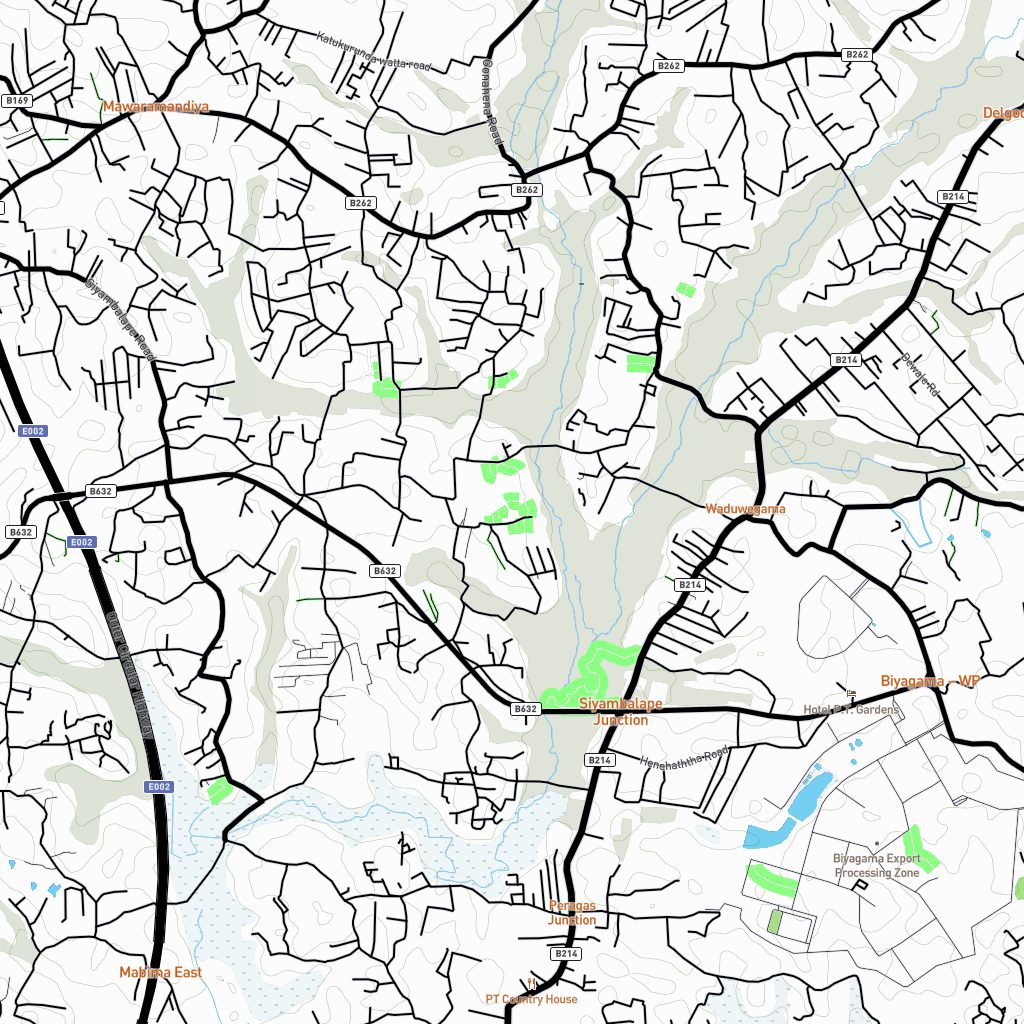 Katukurunda watta road
B262
B262
Gonahena Road
B169
Mawaramandiya
B262
B262
B214
Siyambalape Road
B214
Dewale Rd
E002
B632
B632
Waduwegama
E002
B632
B214
Outer Circular Highway
Biyagama - WP
B632
Siyambalape
Junction
Hotel P.T. Gardens
Henehaththa Road
B214
E002
Biyagama Export
Processing Zone
Peragas
Junction
B214
Mabima East
PT Country House